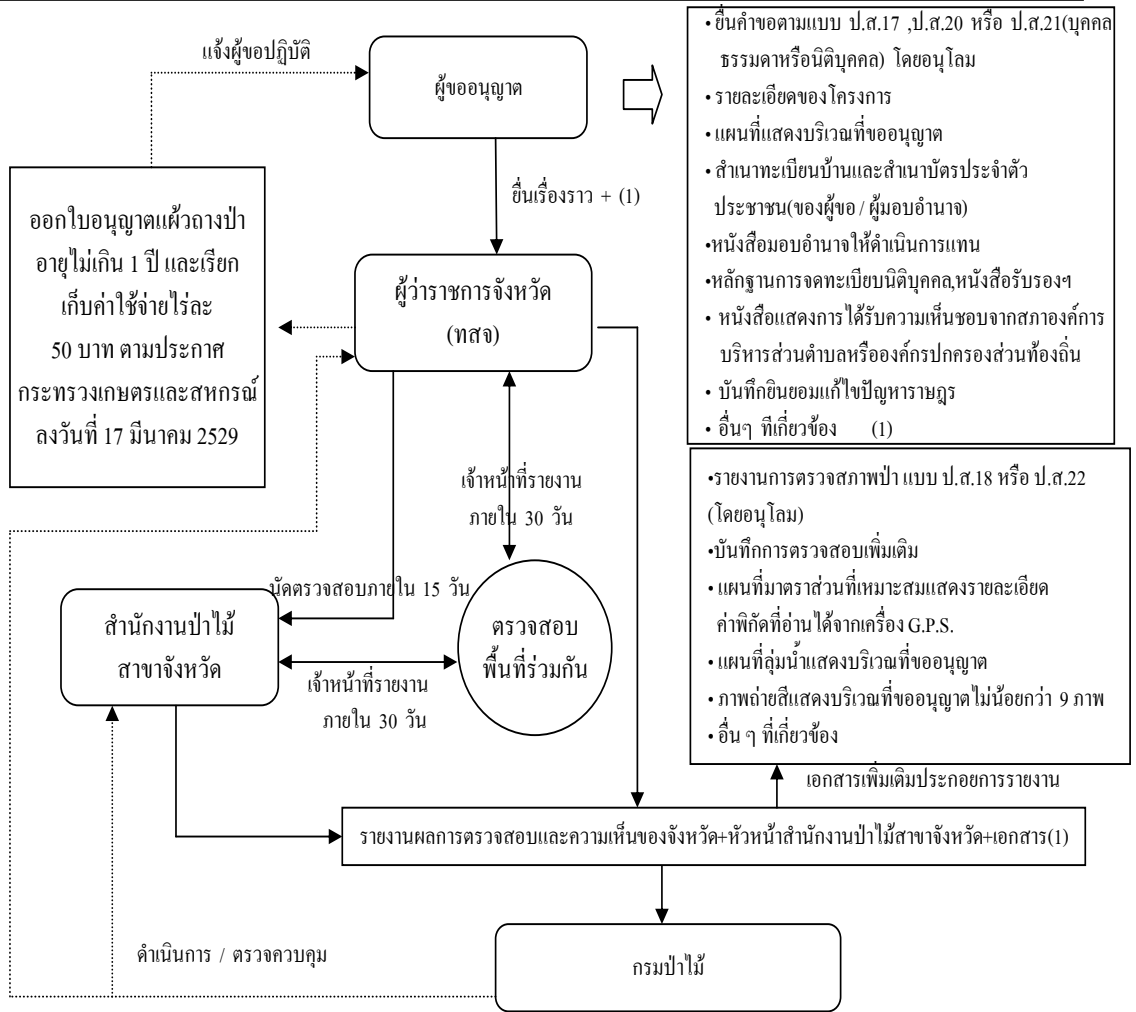 แจ้งผู้ขอปฏิบัติ
ผู้ขออนุญาต
• ยื่นคำขอตามแบบ ป.ส.17 ,ป.ส.20 หรือ ป.ส.21(บุคคล
ธรรมดาหรือนิติบุคคล) โดยอนุโลม
• รายละเอียดของโครงการ
• แผนที่แสดงบริเวณที่ขออนุญาต
• สำเนาทะเบียนบ้านและสำเนาบัตรประจำตัว
ประชาชน(ของผู้ขอ / ผู้มอบอำนาจ)
•หนังสือมอบอำนาจให้ดำเนินการแทน
•หลักฐานการจดทะเบียบนิติบุคคล,หนังสือรับรองฯ
• หนังสือแสดงการได้รับความเห็นชอบจากสภาองค์การ
บริหารส่วนตำบลหรือองค์กรปกครองส่วนท้องถิ่น
• บันทึกยินยอมแก้ไขปัญหาราษฎร
• อื่นๆ ทีเกี่ยวข้อง (1)
ยื่นเรื่องราว + (1)
ออกใบอนุญาตแผ้วถางป่า
อายุไม่เกิน 1 ปี และเรียก
เก็บค่าใช้จ่ายไร่ละ
50 บาท ตามประกาศ
กระทรวงเกษตรและสหกรณ์
ลงวันที่ 17 มีนาคม 2529
ผู้ว่าราชการจังหวัด
(ทสจ)
เจ้าหน้าที่รายงาน
ภายใน 30 วัน
•รายงานการตรวจสภาพป่า แบบ ป.ส.18 หรือ ป.ส.22
(โดยอนุโลม)
•บันทึกการตรวจสอบเพิ่มเติม
• แผนที่มาตราส่วนที่เหมาะสมแสดงรายละเอียด
ค่าพิกัดที่อ่านได้จากเครื่อง G.P.S.
• แผนที่ลุ่มน้ำแสดงบริเวณที่ขออนุญาต
• ภาพถ่ายสีแสดงบริเวณที่ขออนุญาตไม่น้อยกว่า 9 ภาพ
• อื่น ๆ ที่เกี่ยวข้อง
นัดตรวจสอบภายใน 15 วัน
สำนักงานป่าไม้
สาขาจังหวัด
ตรวจสอบ
พื้นที่ร่วมกัน
เจ้าหน้าที่รายงาน
ภายใน 30 วัน
เอกสารเพิ่มเติมประกอยการรายงาน
รายงานผลการตรวจสอบและความเห็นของจังหวัด+หัวหน้าสำนักงานป่าไม้สาขาจังหวัด+เอกสาร(1)
ดำเนินการ / ตรวจควบคุม
กรมป่าไม้